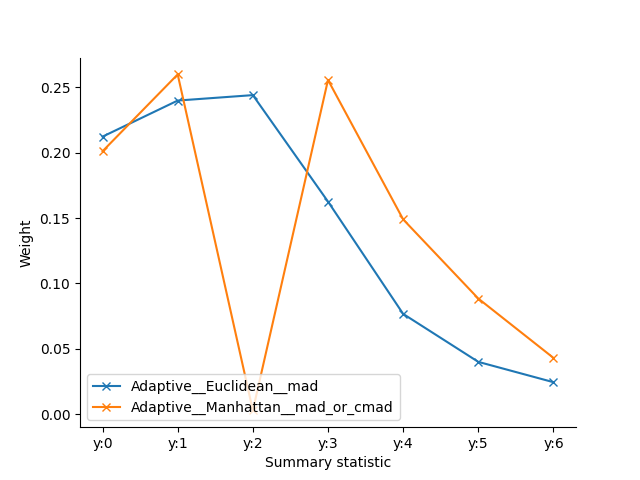 0.25
0.20
0.15
0.10
0.05
0.00
Weight
Adaptive__Euclidean__mad
Adaptive__Manhattan__mad_or_cmad
y:0 y:1 y:2 y:3 y:4 y:5 y:6
Summary statistic